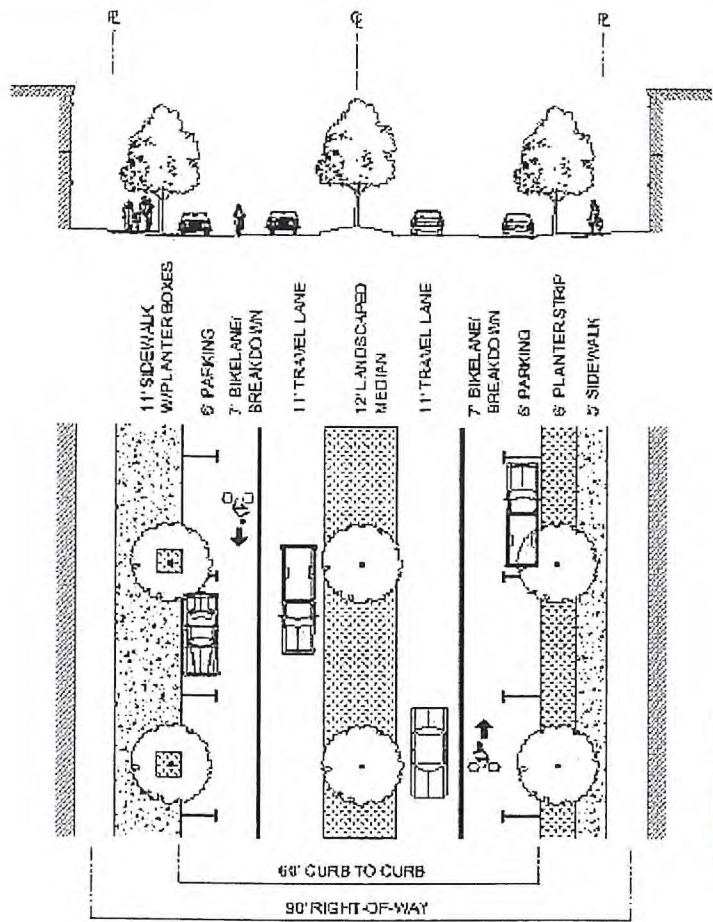 PL
CL
PL
11' SIDEWALK
W/PLANTER BOXES
6' PARKING
7' BIKELANE/
BREAKDOWN
11' TRAVEL LANE
12' LANDSCAPED
MEDIAN
11' TRAVEL LANE
7' BIKELANE/
BREAKDOWN
6' PARKING
6' PLANTER STRIP
5' SIDEWALK
60' CURB TO CURB
90' RIGHT-OF-WAY